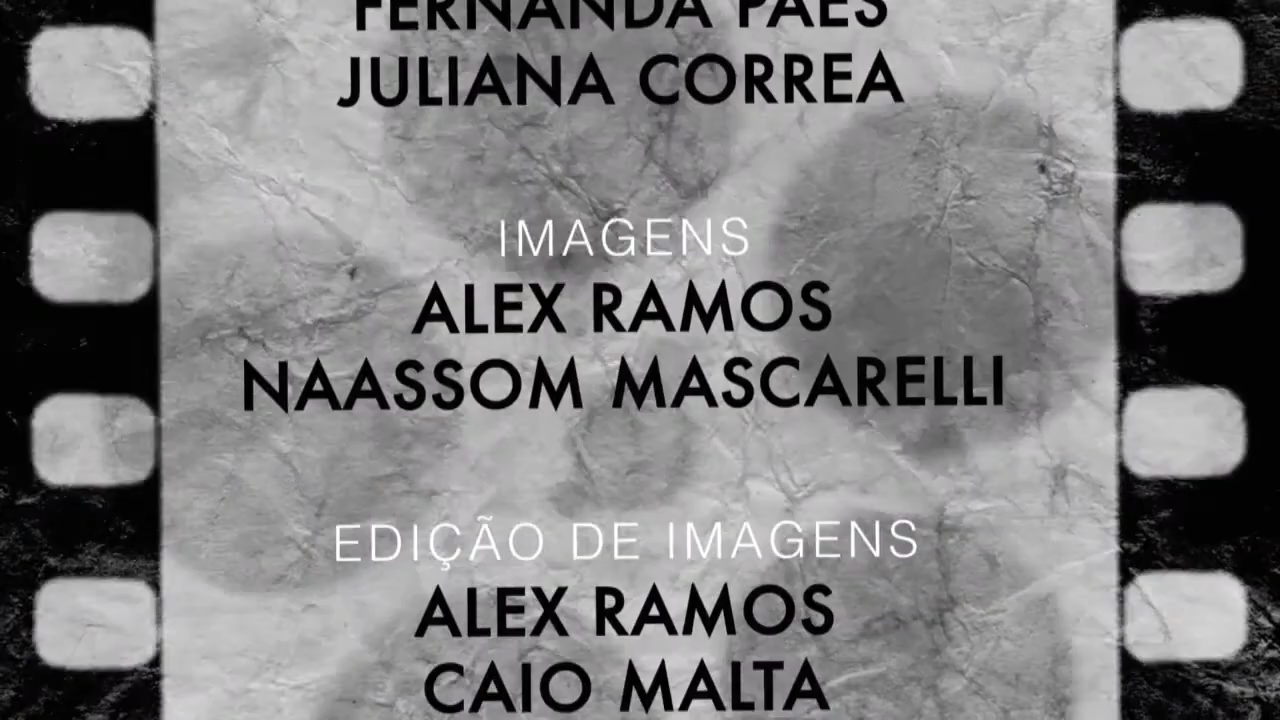 FERNANDA PAES
JULIANA CORREA
IMAGENS
ALEX RAMOS
NAASSOM MASCARELLI
EDIÇÃO DE IMAGENS
ALEX RAMOS
CAIO MALTA